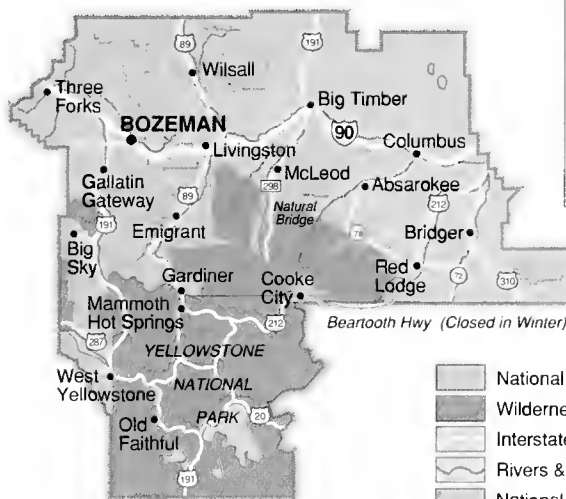 89
191
Wilsall
Three
Forks
Big Timber
BOZEMAN
90
Columbus
Livingston
McLeod
Gallatin
Gateway
89
298
Absarokee
Natural
Bridge
212
191
Emigrant
78
Bridger
Big
Sky
Gardiner
Cooke
City
Red
Lodge
72
310
Mammoth
Hot Springs
212
Beartooth Hwy (Closed in Winter)
287
YELLOWSTONE
West
Yellowstone
NATIONAL
PARK
20
Old
Faithful
191
National
Wilderne
Interstate
Rivers &
National